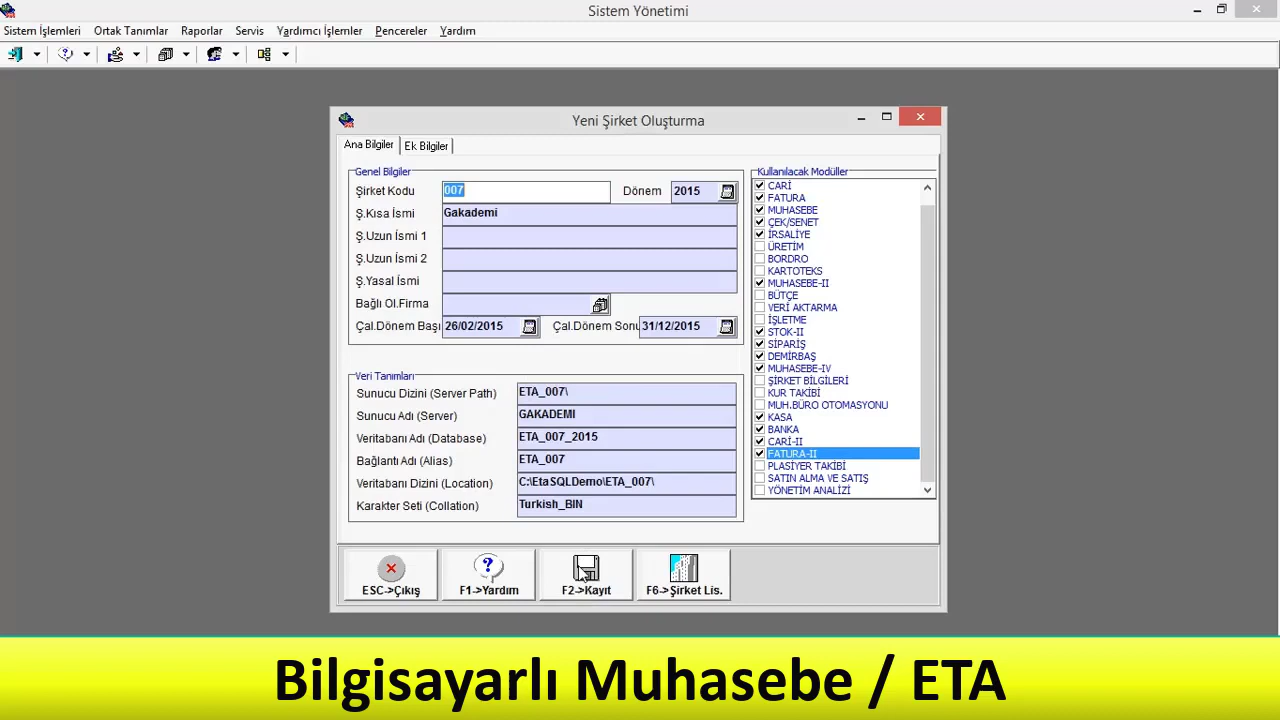 Sistem Yönetimi
Sistem İşlemleri Ortak Tanımlar Raporlar Servis Yardımcı İşlemler Pencereler Yardım
Yeni Şirket Oluşturma
Ana Bilgiler Ek Bilgiler
Genel Bilgiler
Şirket Kodu 007 Dönem 2015
Ş.Kısa İsmi Gakademi
Ş.Uzun İsmi 1
Ş.Uzun İsmi 2
Ş.Yasal İsmi
Bağlı Ol.Firma
Çal.Dönem Başı 26/02/2015 Çal.Dönem Sonu 31/12/2015
Veri Tanımları
Sunucu Dizini (Server Path) ETA_007\
Sunucu Adı (Server) GAKADEMI
Veritabanı Adı (Database) ETA_007_2015
Bağlantı Adı (Alias) ETA_007
Veritabanı Dizini (Location) C:\EtaSQLDemo\ETA_007\
Karakter Seti (Collation) Turkish_BIN
Kullanılacak Modüller
CARİ
FATURA
MUHASEBE
ÇEK/SENET
İRSALİYE
ÜRETİM
BORDRO
KARTOTEKS
MUHASEBE-II
BÜTÇE
VERİ AKTARMA
İŞLETME
STOK-II
SİPARİŞ
DEMİRBAŞ
MUHASEBE-IV
ŞİRKET BİLGİLERİ
KUR TAKİBİ
MUH.BÜRO OTOMASYONU
KASA
BANKA
CARİ-II
FATURA-II
PLASİYER TAKİBİ
SATIN ALMA VE SATIŞ
YÖNETİM ANALİZİ
ESC->Çıkış F1->Yardım F2->Kayıt F6->Şirket Lis.
Bilgisayarlı Muhasebe / ETA